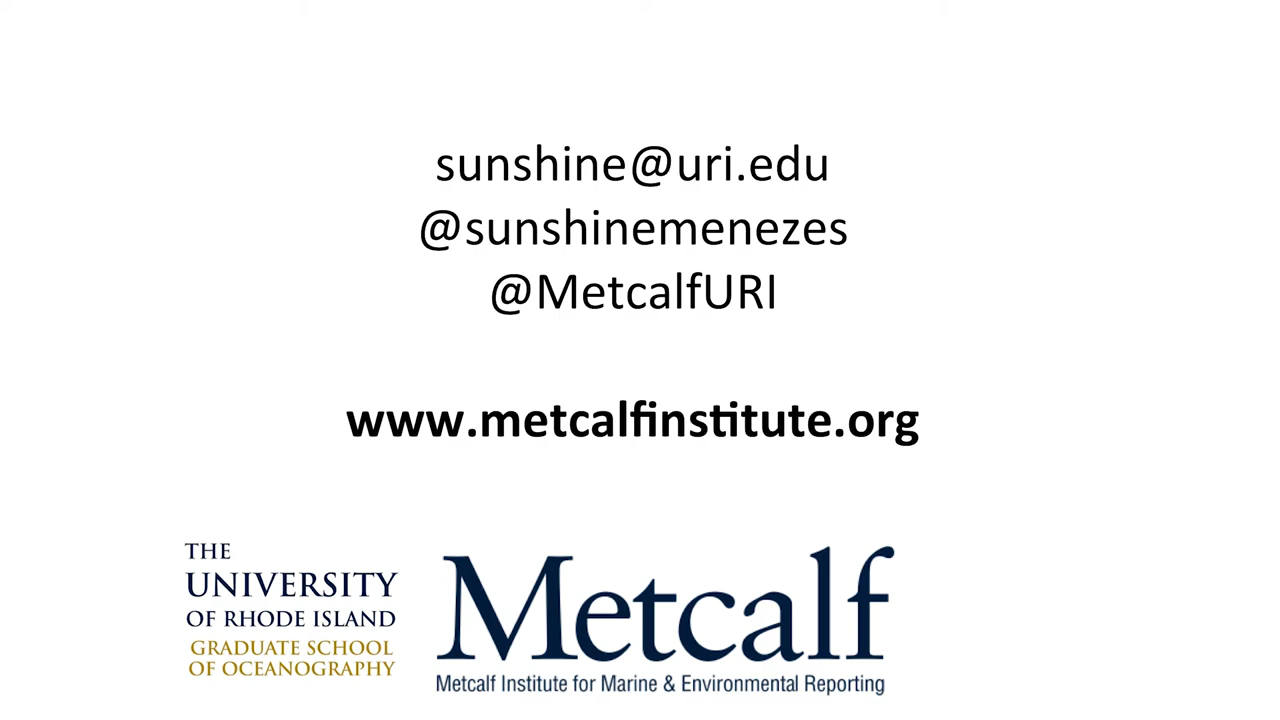 sunshine@uri.edu
@sunshinemenezes
@MetcalfURI
www.metcalfinstitute.org
THE
UNIVERSITY
OF RHODE ISLAND
GRADUATE SCHOOL
OF OCEANOGRAPHY
Metcalf
Metcalf Institute for Marine & Environmental Reporting